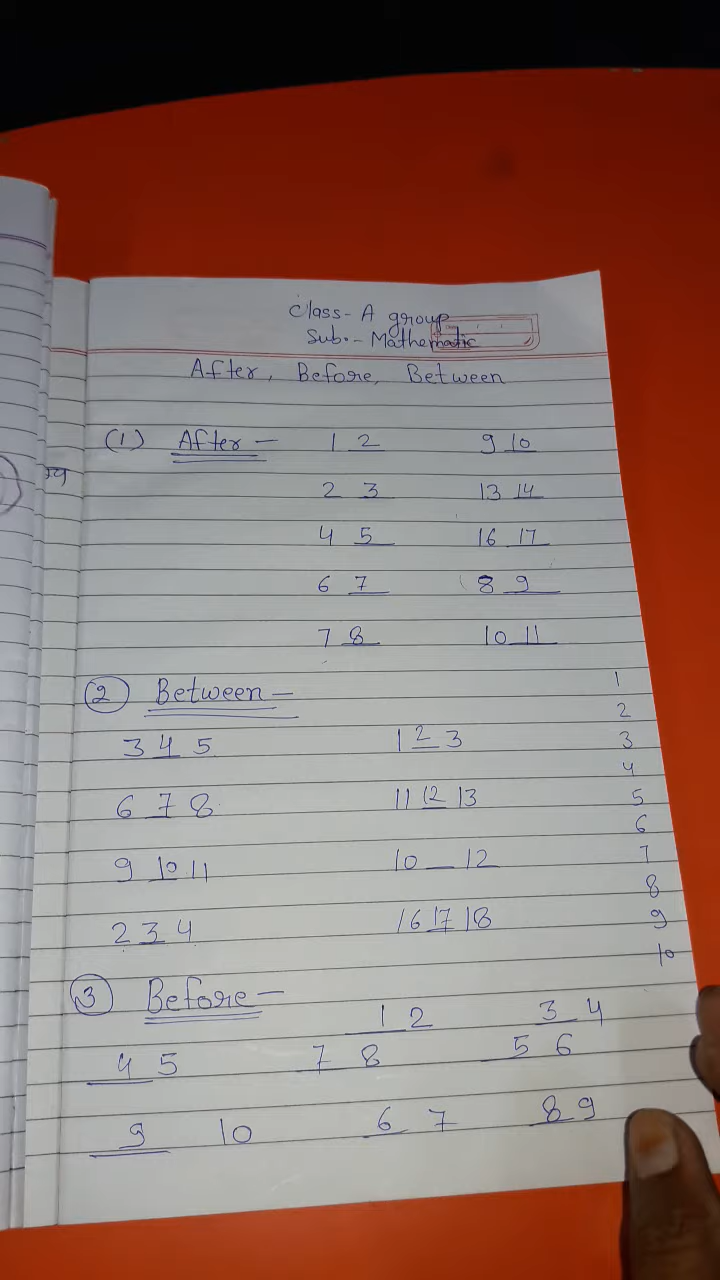 Class- A group
Sub.- Mathematic
After, Before, Between
(1) After - 1 2 9 10
2 3 13 14
4 5 16 17
6 7 8 9
7 8 10 11
2 Between -
3 4 5 1 2 3
6 7 8 11 12 13
9 10 11 10 __ 12
2 3 4 16 17 18
1
2
3
4
5
6
7
8
9
10
3 Before -
1 2 3 4
4 5 7 8 5 6
9 10 6 7 8 9